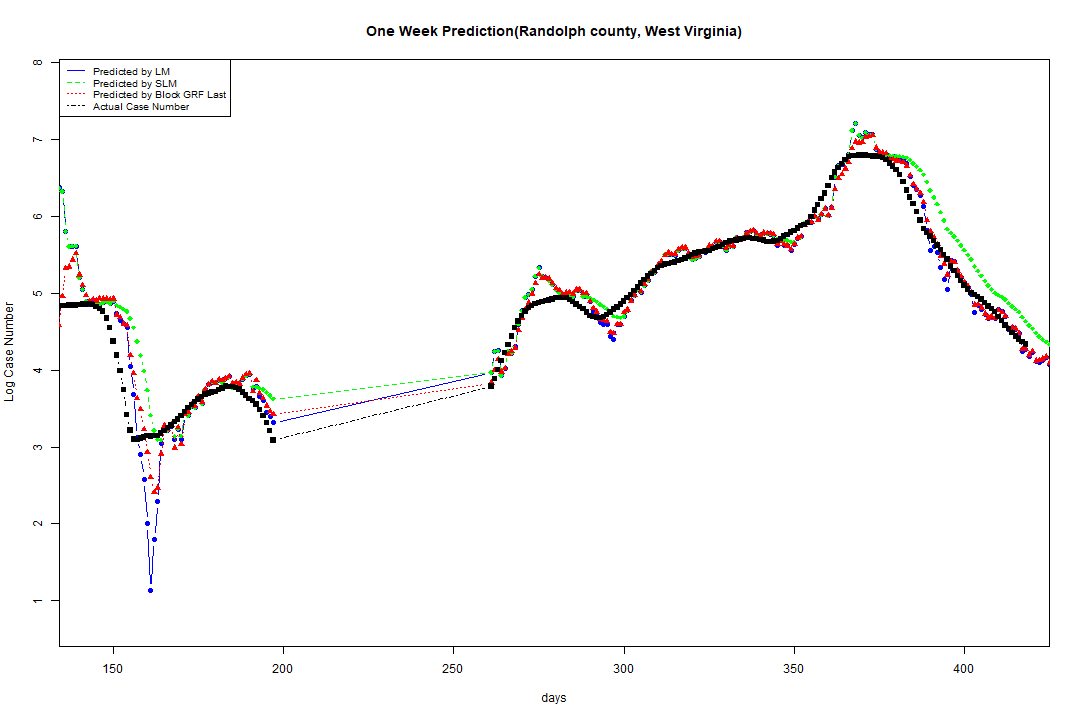 One Week Prediction(Randolph county, West Virginia)
Predicted by LM
Predicted by SLM
Predicted by Block GRF Last
Actual Case Number
8
7
6
5
4
3
2
1
Log Case Number
150 200 250 300 350 400
days